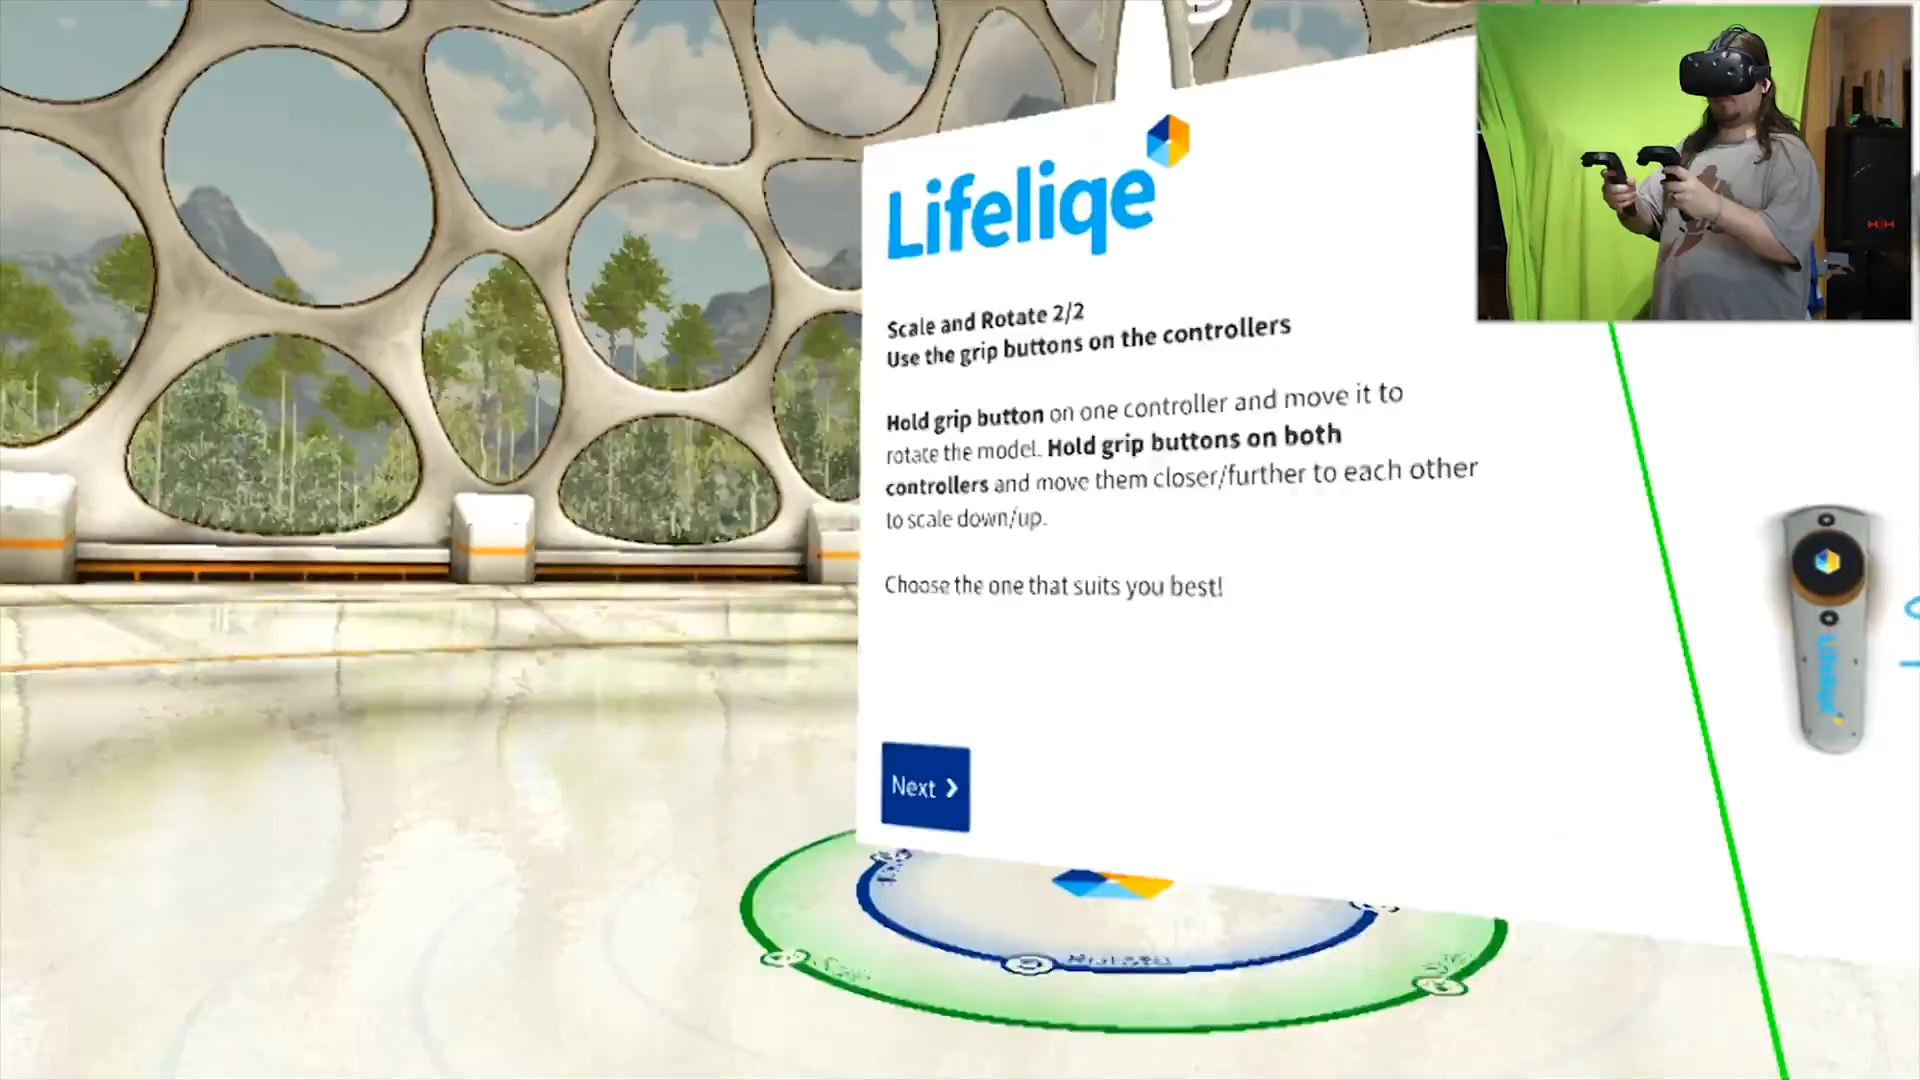 Lifeliqe
Scale and Rotate 2/2
Use the grip buttons on the controllers
Hold grip button on one controller and move it to
rotate the model. Hold grip buttons on both
controllers and move them closer/further to each other
to scale down/up.
Choose the one that suits you best!
Next
Lifeliqe
Rotate